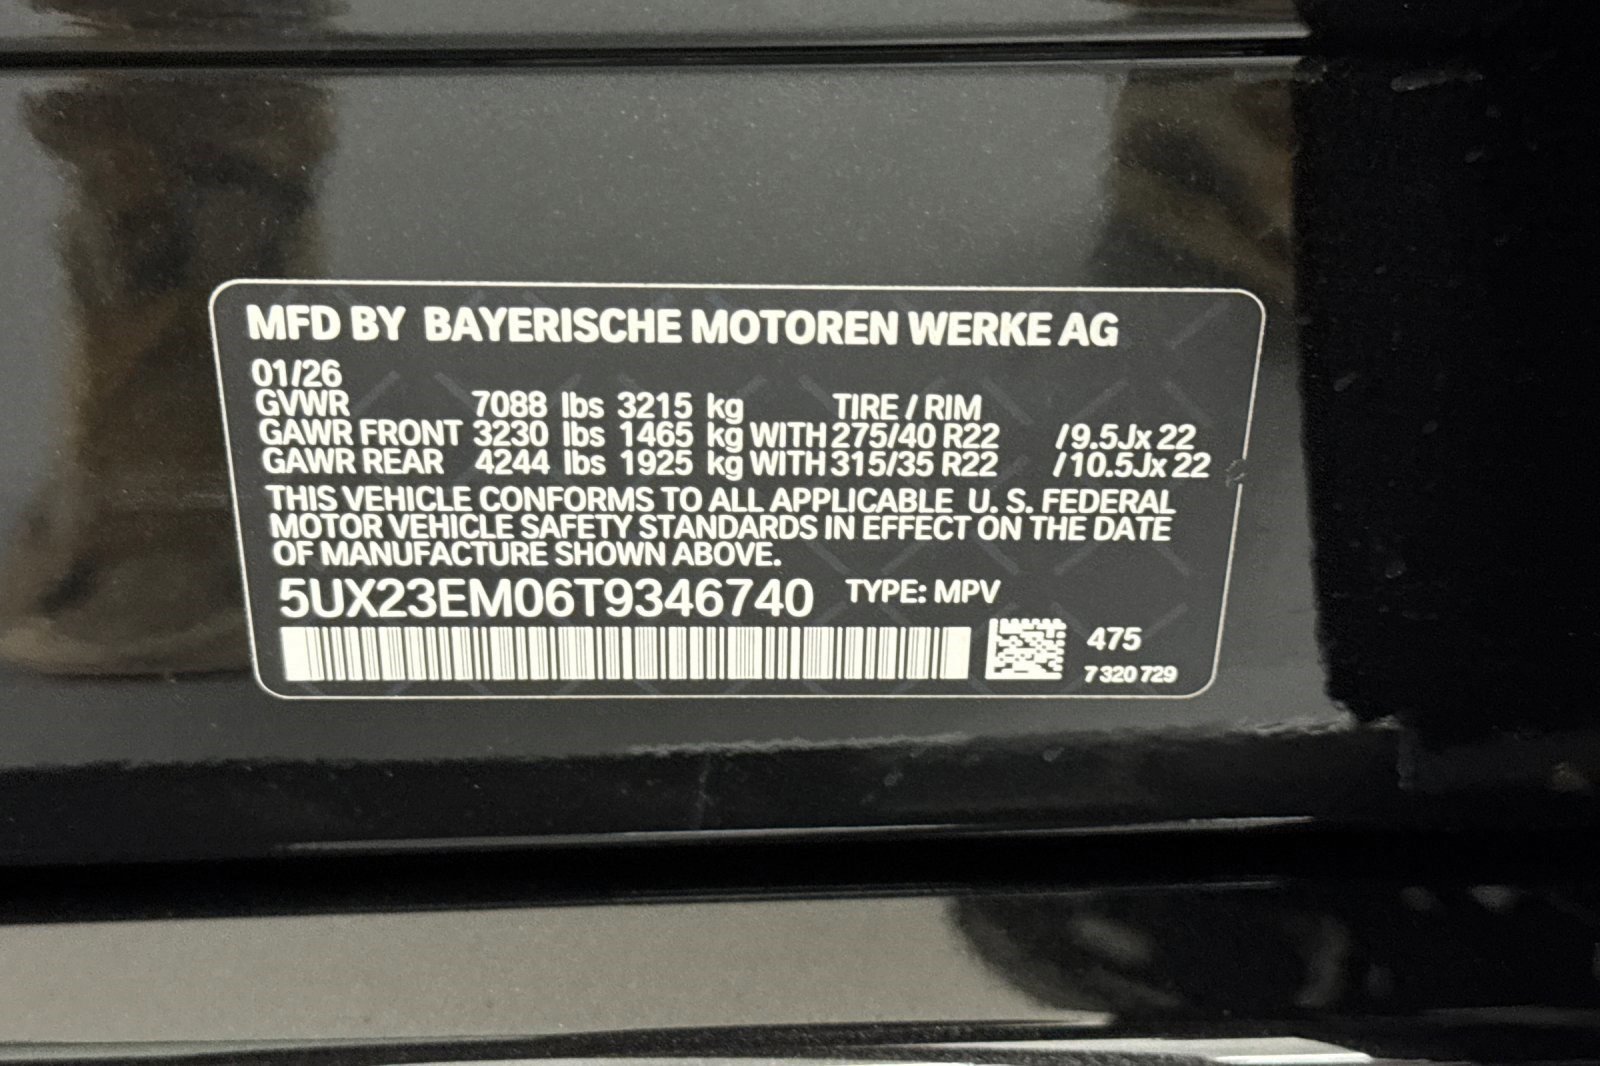 MFD BY BAYERISCHE MOTOREN WERKE AG
01/26
GVWR 7088 lbs 3215 kg TIRE / RIM
GAWR FRONT 3230 lbs 1465 kg WITH 275/40 R22 /9.5Jx 22
GAWR REAR 4244 lbs 1925 kg WITH 315/35 R22 /10.5Jx 22
THIS VEHICLE CONFORMS TO ALL APPLICABLE U. S. FEDERAL
MOTOR VEHICLE SAFETY STANDARDS IN EFFECT ON THE DATE
OF MANUFACTURE SHOWN ABOVE.
5UX23EM06T9346740 TYPE: MPV
475
7 320 729